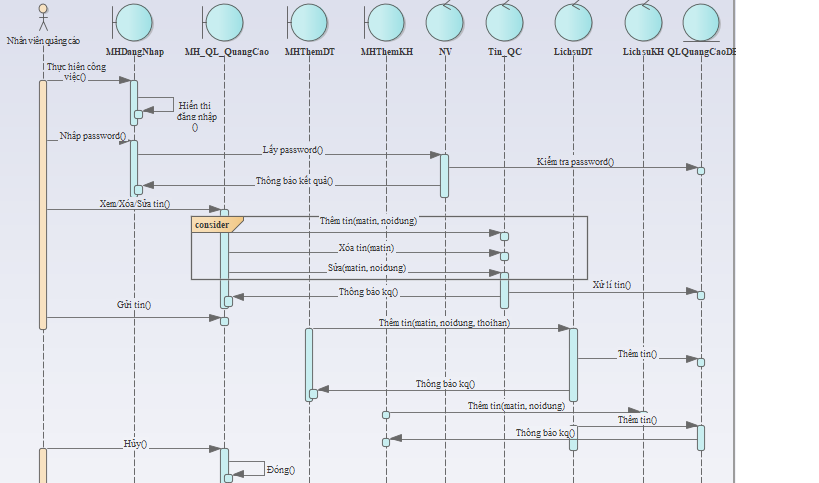 Nhân viên quảng cáo
MHDangNhap
MH_QL_QuangCao
MHThemDT
MHThemKH
NV
Tin_QC
LichsuDT
LichsuKH
QLQuangCaoDB
Thực hiện công
việc()
Hiển thi
đăng nhập
()
Nhập password()
Lấy password()
Kiểm tra password()
Thông báo kết quả()
Xem/Xóa/Sửa tin()
consider
Thêm tin(matin, noidung)
Xóa tin(matin)
Sửa(matin, noidung)
Xử lí tin()
Thông báo kq()
Gửi tin()
Thêm tin(matin, noidung, thoihan)
Thêm tin()
Thông báo kq()
Thêm tin(matin, noidung)
Thêm tin()
Thông báo kq()
Hủy()
Đóng()